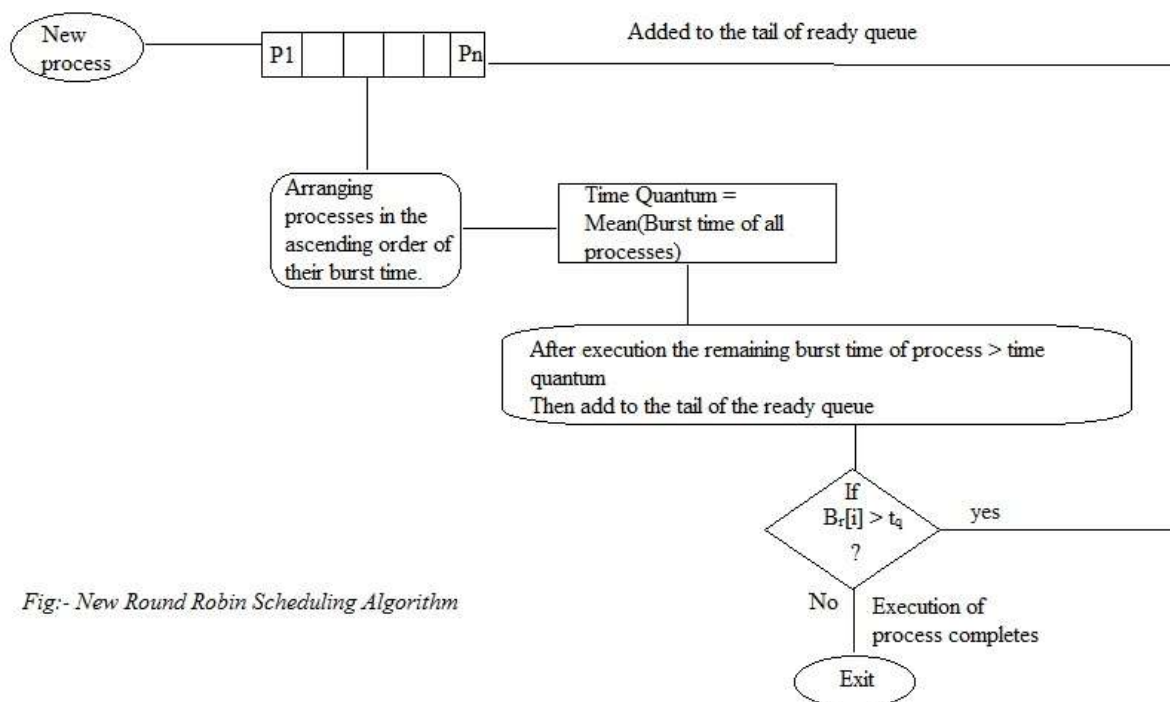 New
process
P1
Pn
Added to the tail of ready queue
Arranging
processes in the
ascending order of
their burst time.
Time Quantum =
Mean(Burst time of all
processes)
After execution the remaining burst time of process > time
quantum
Then add to the tail of the ready queue
If
Bᵣ[i] > t_q
?
yes
No
Execution of
process completes
Exit
Fig:- New Round Robin Scheduling Algorithm